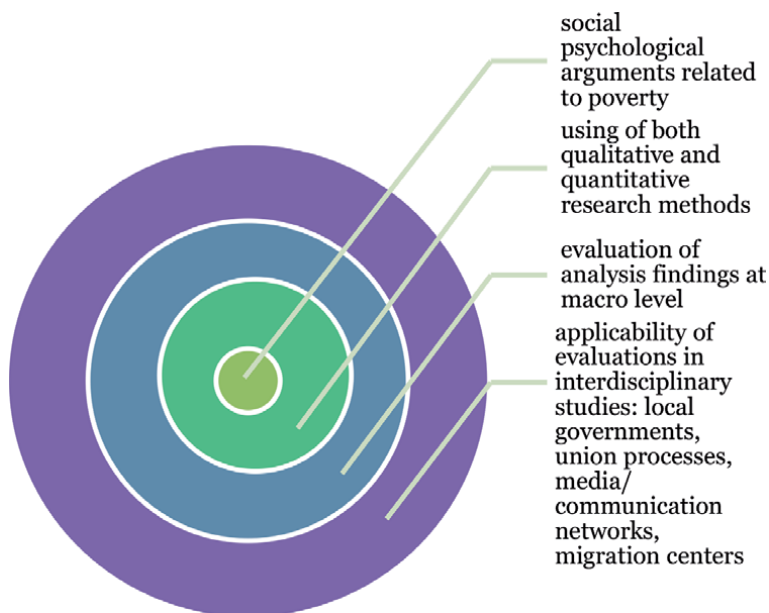 social
psychological
arguments related
to poverty
using of both
qualitative and
quantitative
research methods
evaluation of
analysis findings at
macro level
applicability of
evaluations in
interdisciplinary
studies: local
governments,
union processes,
media/
communication
networks,
migration centers